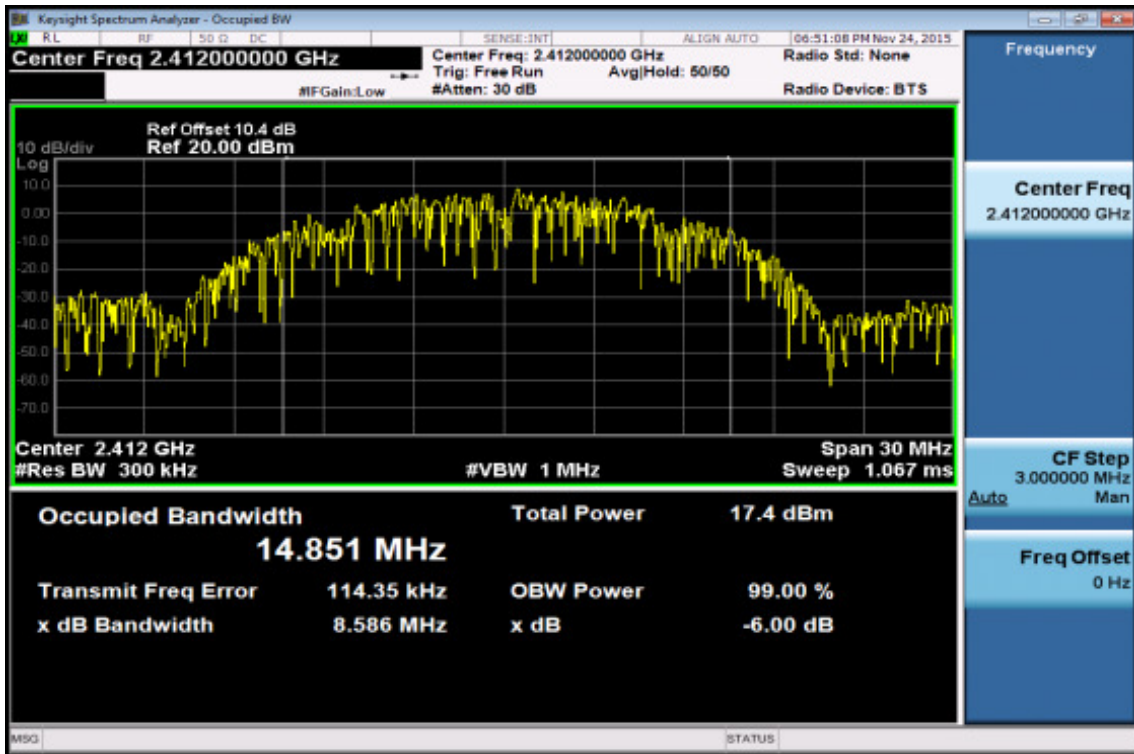 Keysight Spectrum Analyzer - Occupied BW
LXI RL RF 50 Ω DC SENSE:INT ALIGN AUTO 06:51:08 PM Nov 24, 2015
Center Freq 2.412000000 GHz
Center Freq: 2.412000000 GHz
Radio Std: None
Trig: Free Run Avg|Hold: 50/50
#IFGain:Low
#Atten: 30 dB
Radio Device: BTS
Ref Offset 10.4 dB
10 dB/div Ref 20.00 dBm
Log
10.0
0.00
-10.0
-20.0
-30.0
-40.0
-50.0
-60.0
-70.0
Center 2.412 GHz Span 30 MHz
#Res BW 300 kHz #VBW 1 MHz Sweep 1.067 ms
Occupied Bandwidth Total Power 17.4 dBm
14.851 MHz
Transmit Freq Error 114.35 kHz OBW Power 99.00 %
x dB Bandwidth 8.586 MHz x dB -6.00 dB
MSG STATUS
Frequency
Center Freq
2.412000000 GHz
CF Step
3.000000 MHz
Auto Man
Freq Offset
0 Hz